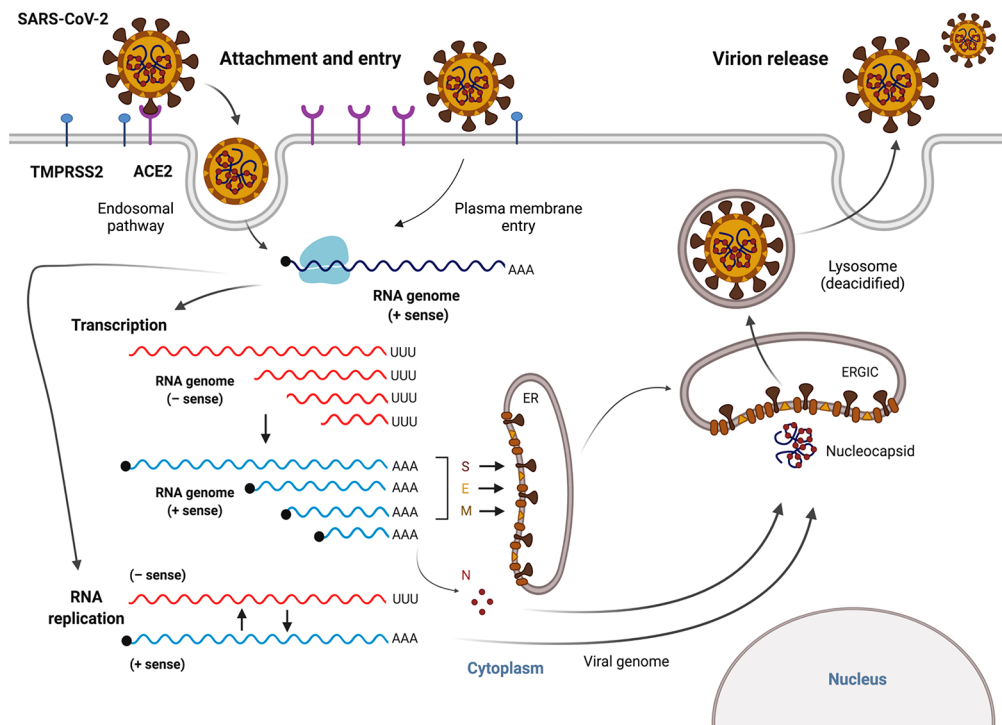 SARS-CoV-2
Attachment and entry
Virion release
TMPRSS2
ACE2
Endosomal
pathway
Plasma membrane
entry
AAA
RNA genome
(+ sense)
Lysosome
(deacidified)
Transcription
UUU
RNA genome
(– sense)
UUU
UUU
UUU
ER
ERGIC
Nucleocapsid
AAA
RNA genome
(+ sense)
AAA
AAA
AAA
S
E
M
N
RNA
replication
(– sense)
UUU
AAA
(+ sense)
Cytoplasm
Viral genome
Nucleus